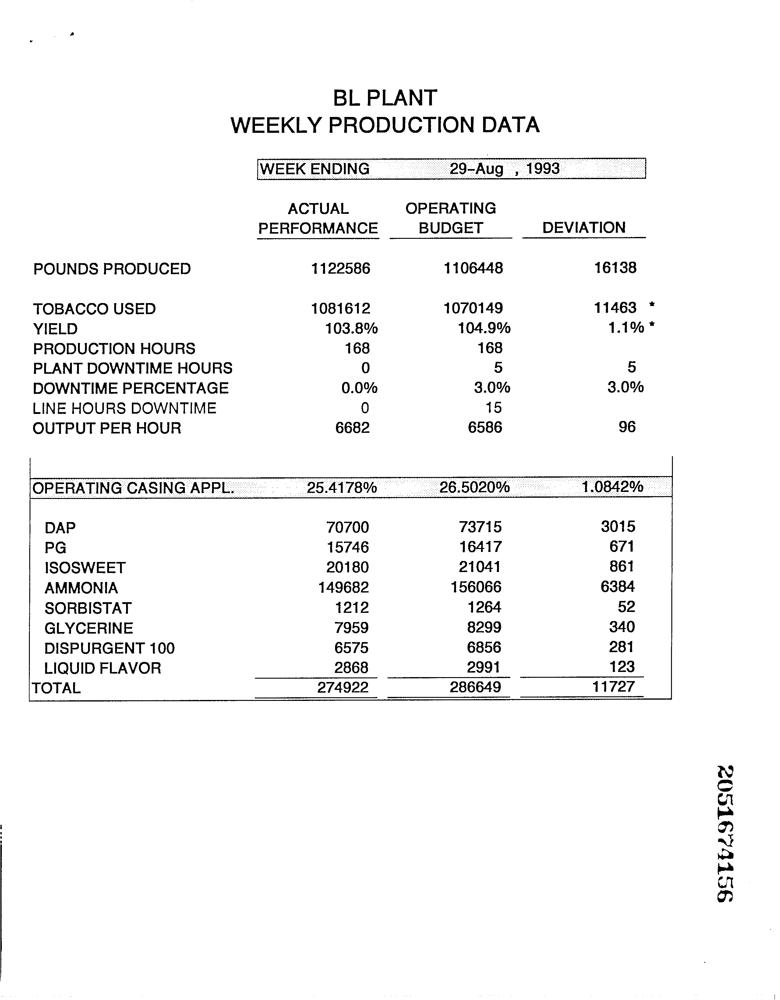 BL PLANT
WEEKLY PRODUCTION DATA
WEEK ENDING 29-Aug , 1993
ACTUAL OPERATING
PERFORMANCE BUDGET DEVIATION
POUNDS PRODUCED 1122586 1106448 16138
TOBACCO USED 1081612 1070149 11463 *
YIELD 103.8% 104.9% 1.1% *
PRODUCTION HOURS 168 168
PLANT DOWNTIME HOURS 0 5 5
DOWNTIME PERCENTAGE 0.0% 3.0% 3.0%
LINE HOURS DOWNTIME 0 15
OUTPUT PER HOUR 6682 6586 96
OPERATING CASING APPL. 25.4178% 26.5020% 1.0842%
DAP 70700 73715 3015
PG 15746 16417 671
ISOSWEET 20180 21041 861
AMMONIA 149682 156066 6384
SORBISTAT 1212 1264 52
GLYCERINE 7959 8299 340
DISPURGENT 100 6575 6856 281
LIQUID FLAVOR 2868 2991 123
TOTAL 274922 286649 11727
2051674156